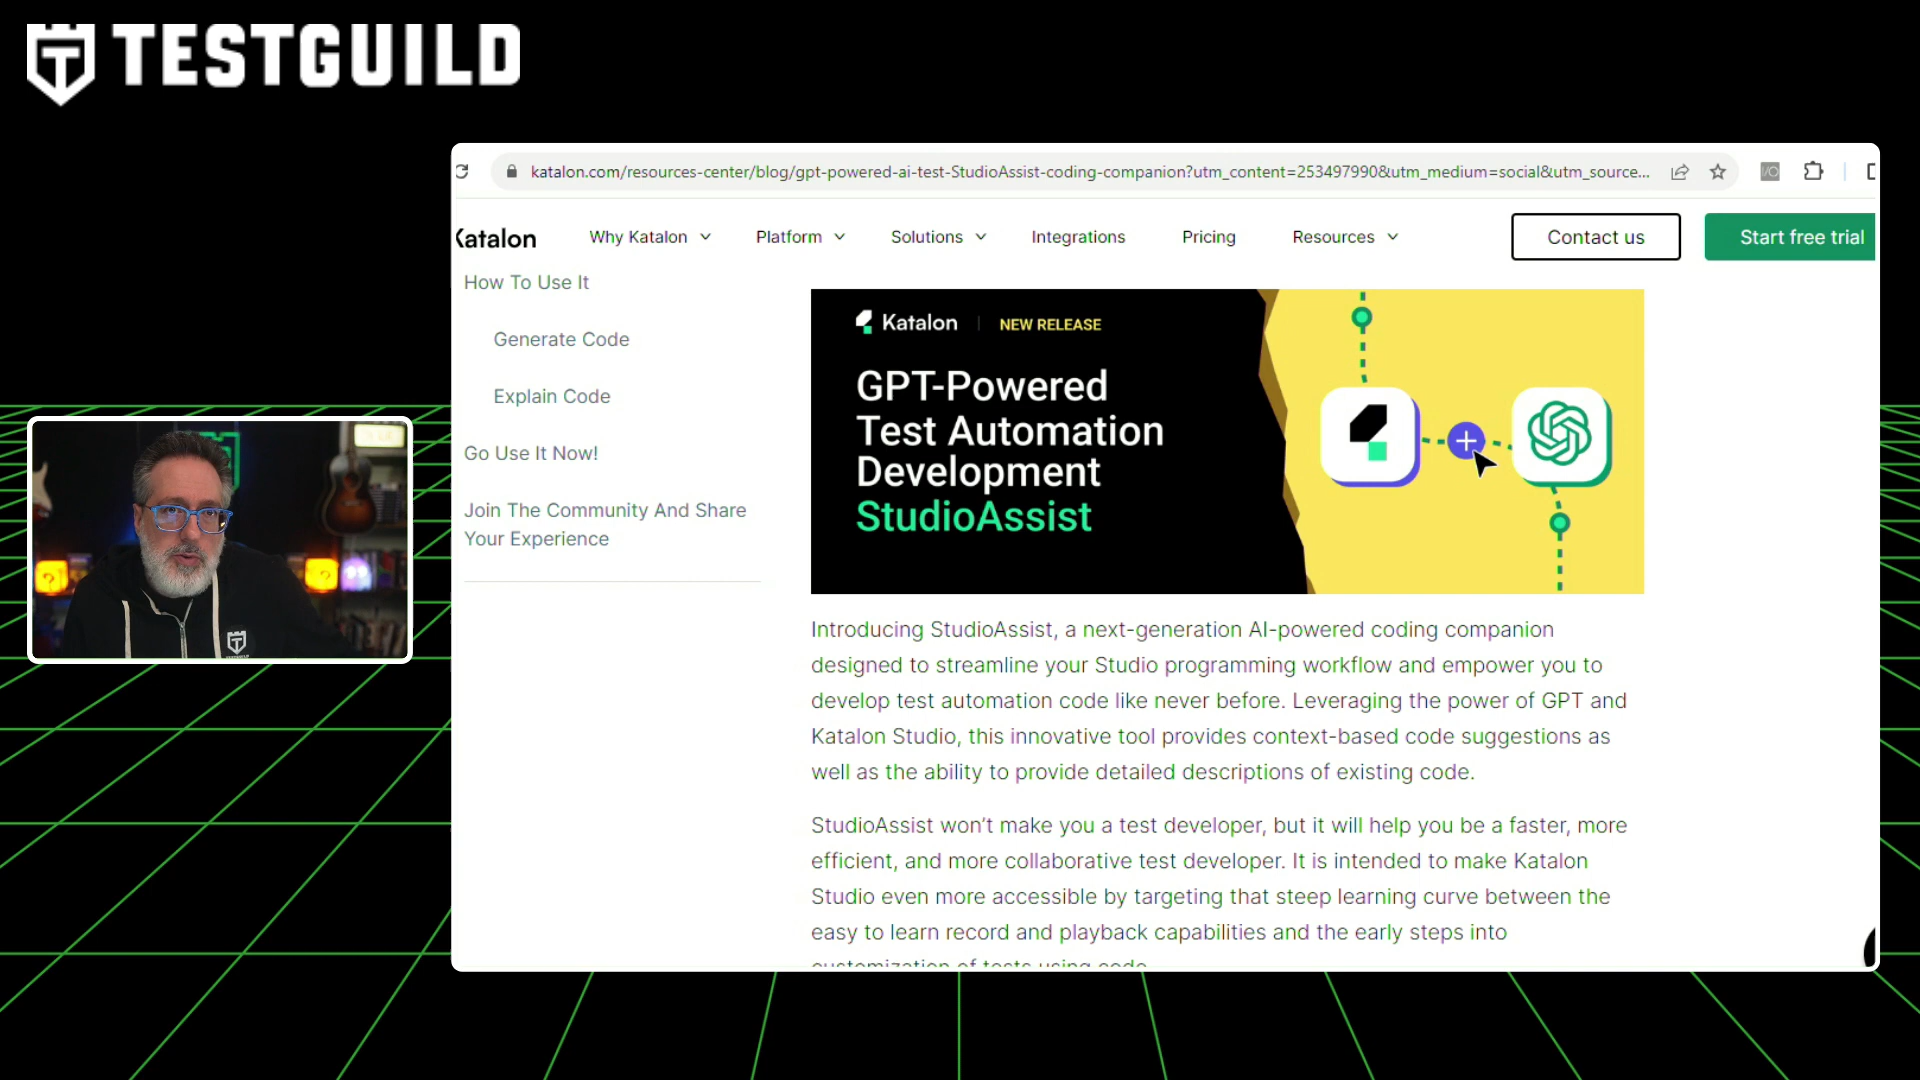 TESTGUILD
katalon.com/resources-center/blog/gpt-powered-ai-test-StudioAssist-coding-companion?utm_content=253497990&utm_medium=social&utm_source...
Katalon
Why Katalon
Platform
Solutions
Integrations
Pricing
Resources
Contact us
Start free trial
How To Use It
Generate Code
Explain Code
Go Use It Now!
Join The Community And Share
Your Experience
Katalon | NEW RELEASE
GPT-Powered
Test Automation
Development
StudioAssist
Introducing StudioAssist, a next-generation AI-powered coding companion
designed to streamline your Studio programming workflow and empower you to
develop test automation code like never before. Leveraging the power of GPT and
Katalon Studio, this innovative tool provides context-based code suggestions as
well as the ability to provide detailed descriptions of existing code.
StudioAssist won’t make you a test developer, but it will help you be a faster, more
efficient, and more collaborative test developer. It is intended to make Katalon
Studio even more accessible by targeting that steep learning curve between the
easy to learn record and playback capabilities and the early steps into
customization of tests using code.